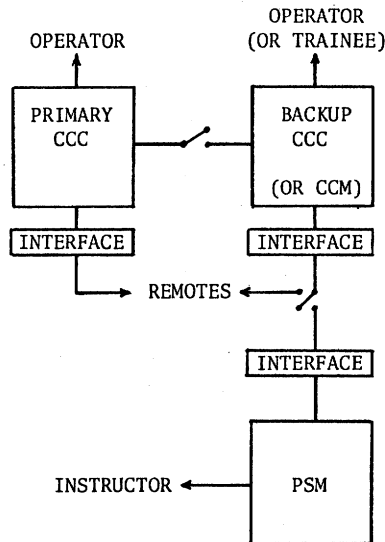 OPERATOR
OPERATOR
(OR TRAINEE)
PRIMARY
CCC
BACKUP
CCC
(OR CCM)
INTERFACE
INTERFACE
REMOTES
INTERFACE
INSTRUCTOR
PSM